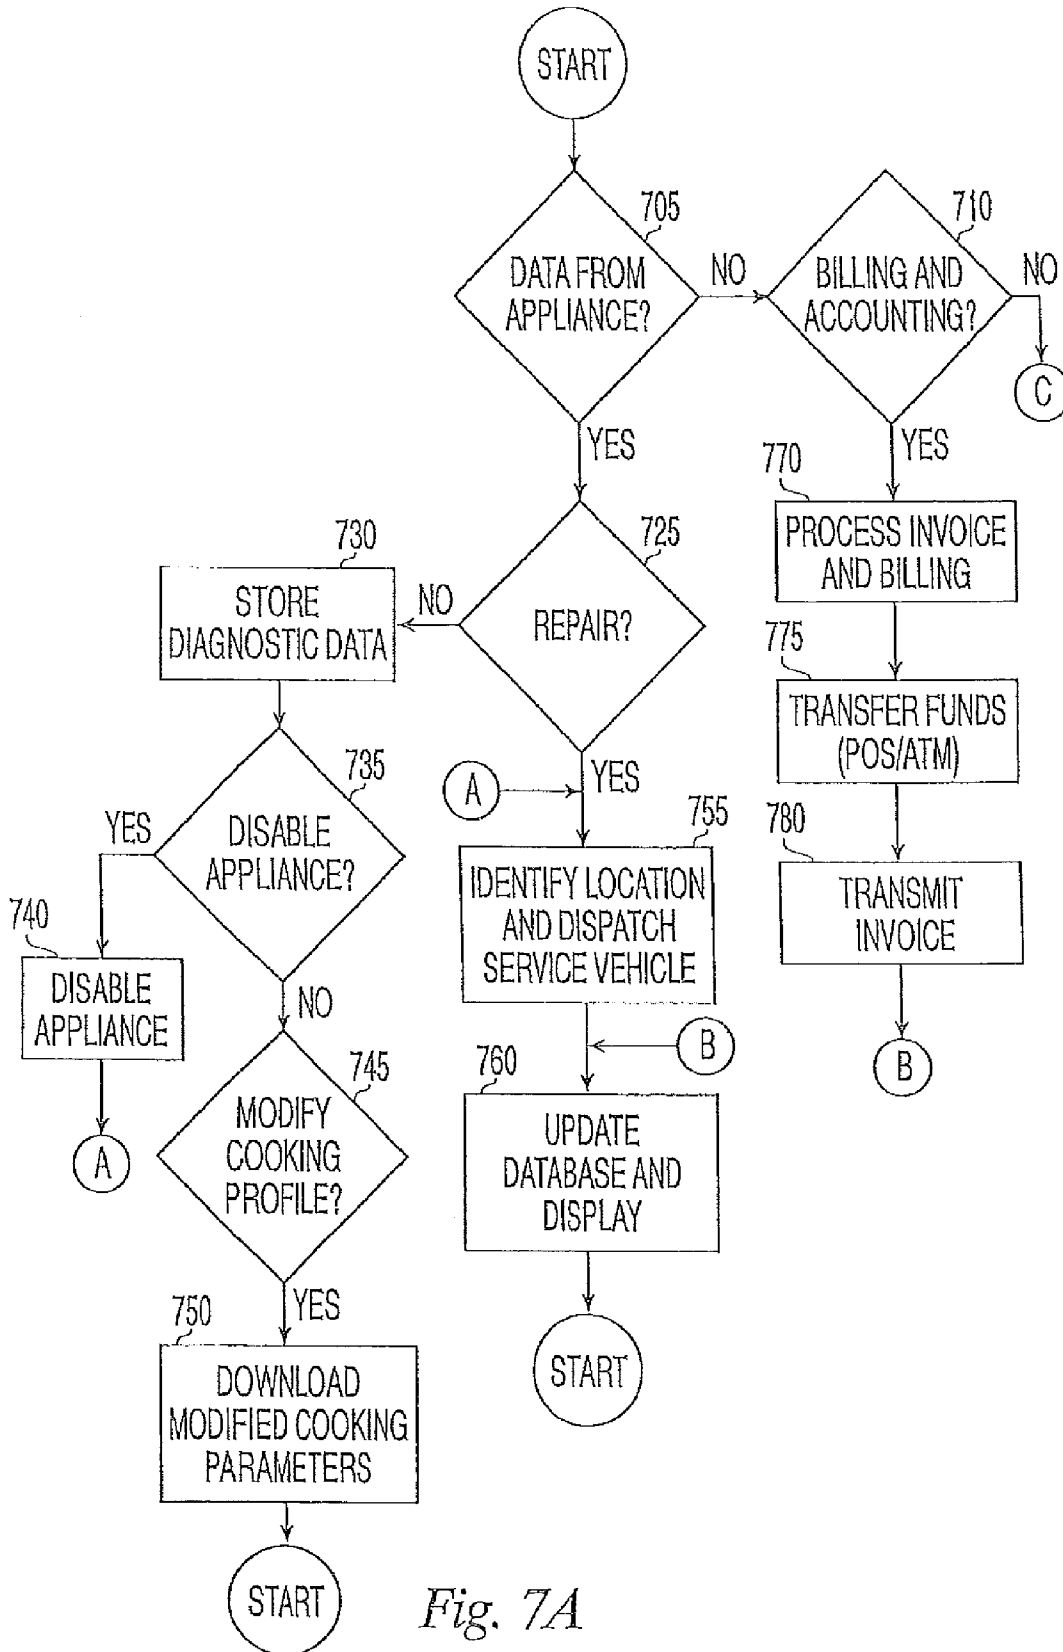 START
705
DATA FROM
APPLIANCE?
NO
710
BILLING AND
ACCOUNTING?
NO
C
YES
YES
770
PROCESS INVOICE
AND BILLING
730
STORE
DIAGNOSTIC DATA
NO
725
REPAIR?
775
TRANSFER FUNDS
(POS/ATM)
735
DISABLE
APPLIANCE?
YES
A
YES
755
IDENTIFY LOCATION
AND DISPATCH
SERVICE VEHICLE
780
TRANSMIT
INVOICE
740
DISABLE
APPLIANCE
NO
B
B
745
MODIFY
COOKING
PROFILE?
A
760
UPDATE
DATABASE AND
DISPLAY
YES
750
DOWNLOAD
MODIFIED COOKING
PARAMETERS
START
START
Fig. 7A